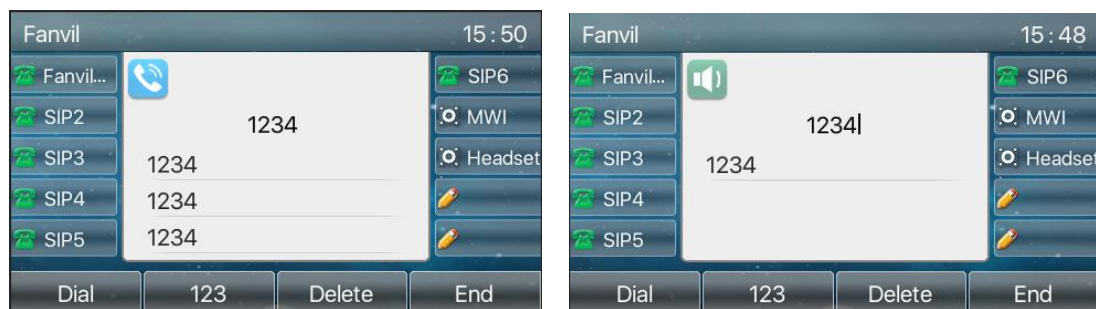 Fanvil 15:50
Fanvil... SIP6
SIP2 1234 MWI
SIP3 1234 Headset
SIP4 1234
SIP5 1234
Dial 123 Delete End
Fanvil 15:48
Fanvil... SIP6
SIP2 1234 MWI
SIP3 1234 Headset
SIP4
SIP5
Dial 123 Delete End